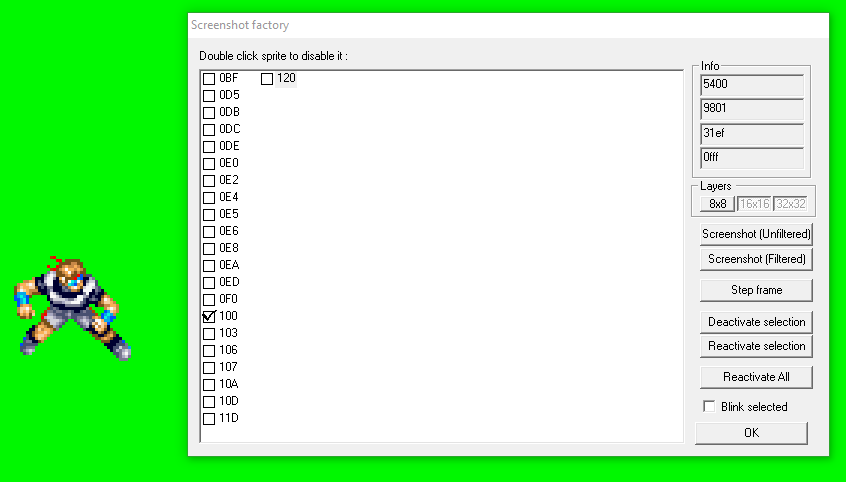 Screenshot factory
Double click sprite to disable it :
0BF
0D5
0DB
0DC
0DE
0E0
0E2
0E4
0E5
0E6
0E8
0EA
0ED
0F0
100
103
106
107
10A
10D
11D
120
Info
5400
9801
31ef
0fff
Layers
8x8 16x16 32x32
Screenshot (Unfiltered)
Screenshot (Filtered)
Step frame
Deactivate selection
Reactivate selection
Reactivate All
Blink selected
OK